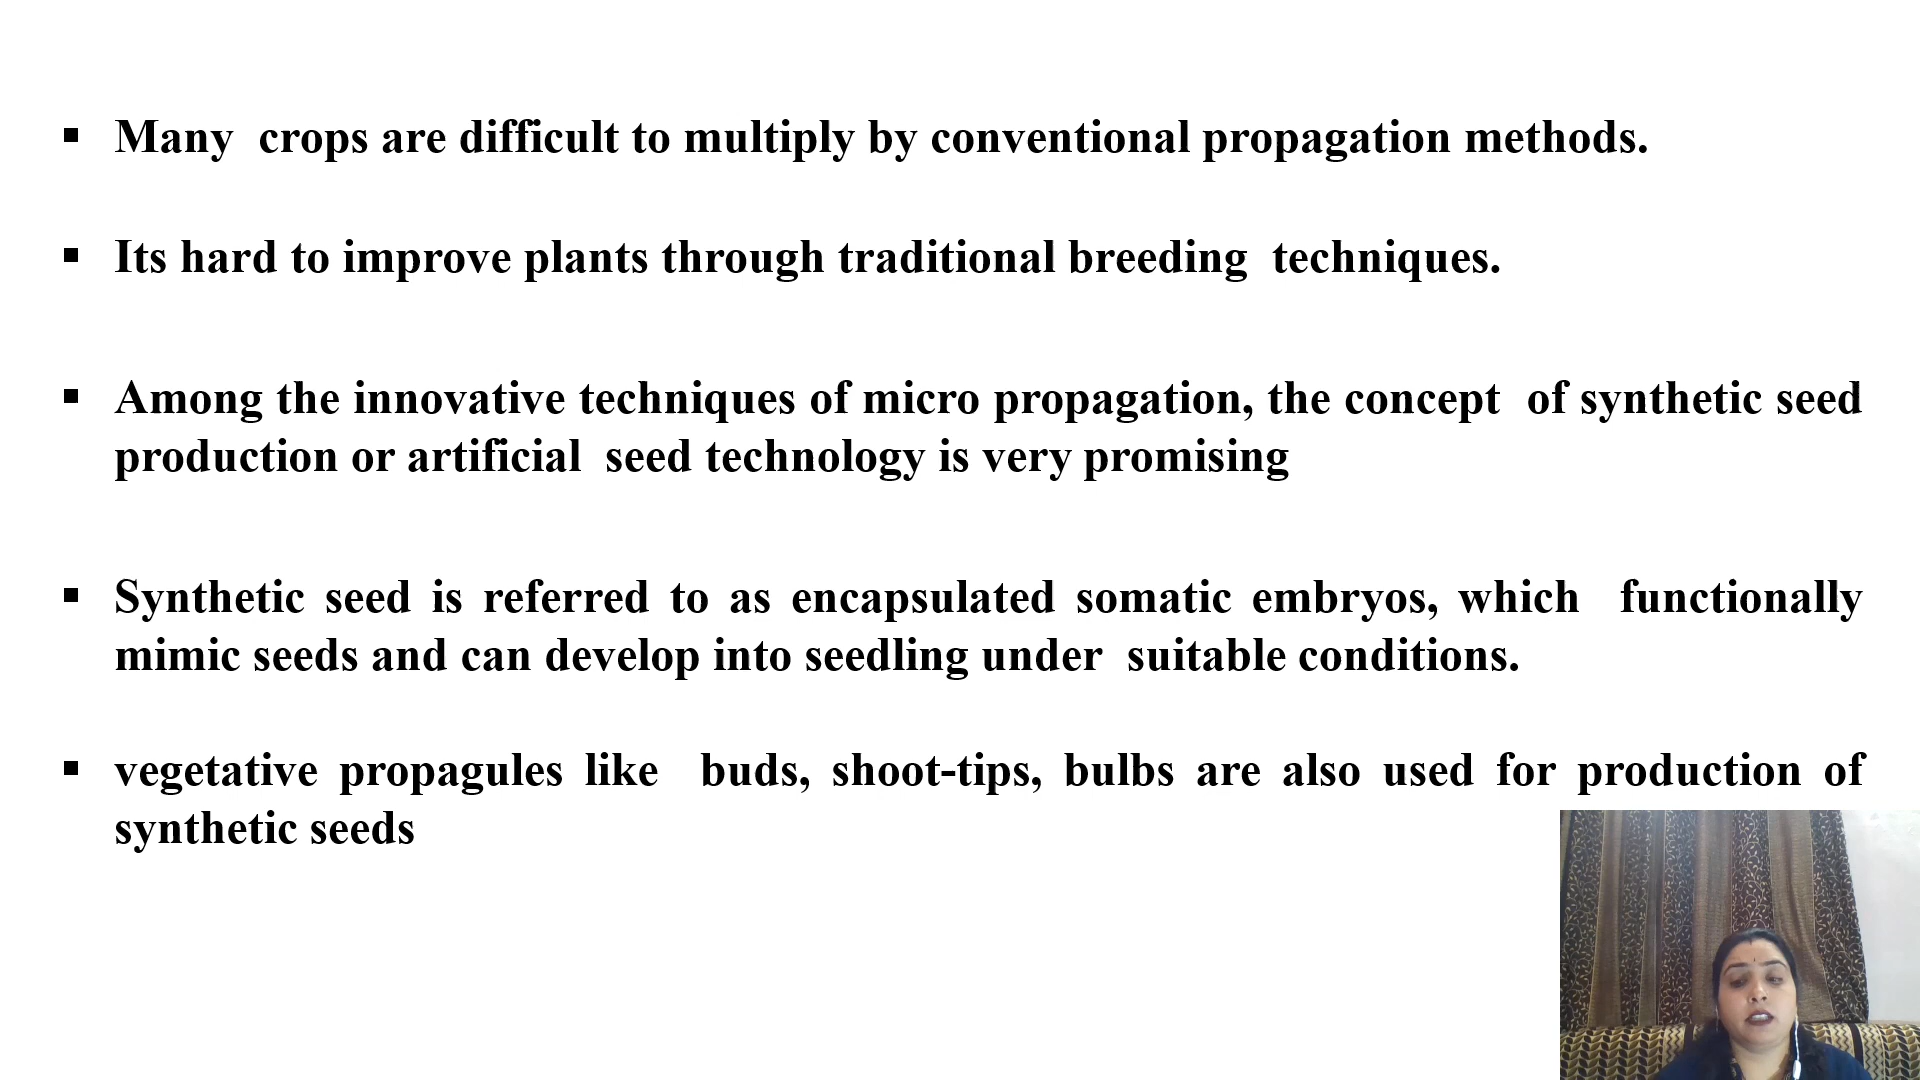 ▪ Many crops are difficult to multiply by conventional propagation methods.
▪ Its hard to improve plants through traditional breeding techniques.
▪ Among the innovative techniques of micro propagation, the concept of synthetic seed
production or artificial seed technology is very promising
▪ Synthetic seed is referred to as encapsulated somatic embryos, which functionally
mimic seeds and can develop into seedling under suitable conditions.
▪ vegetative propagules like buds, shoot-tips, bulbs are also used for production of
synthetic seeds